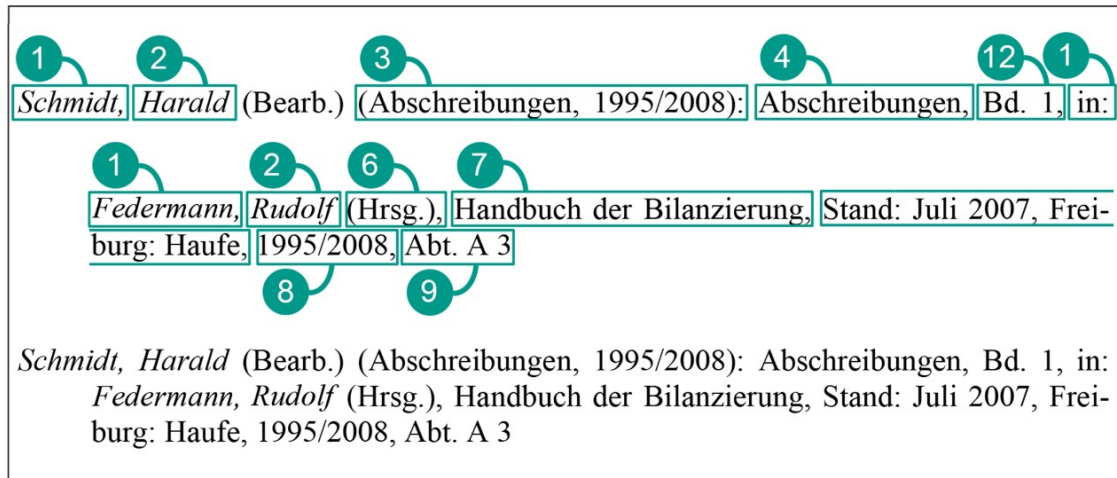 1 2 3 4 12 1
Schmidt, Harald (Bearb.) (Abschreibungen, 1995/2008): Abschreibungen, Bd. 1, in:
1 2 6 7
Federmann, Rudolf (Hrsg.), Handbuch der Bilanzierung, Stand: Juli 2007, Frei-
burg: Haufe, 1995/2008, Abt. A 3
8 9
Schmidt, Harald (Bearb.) (Abschreibungen, 1995/2008): Abschreibungen, Bd. 1, in:
Federmann, Rudolf (Hrsg.), Handbuch der Bilanzierung, Stand: Juli 2007, Frei-
burg: Haufe, 1995/2008, Abt. A 3